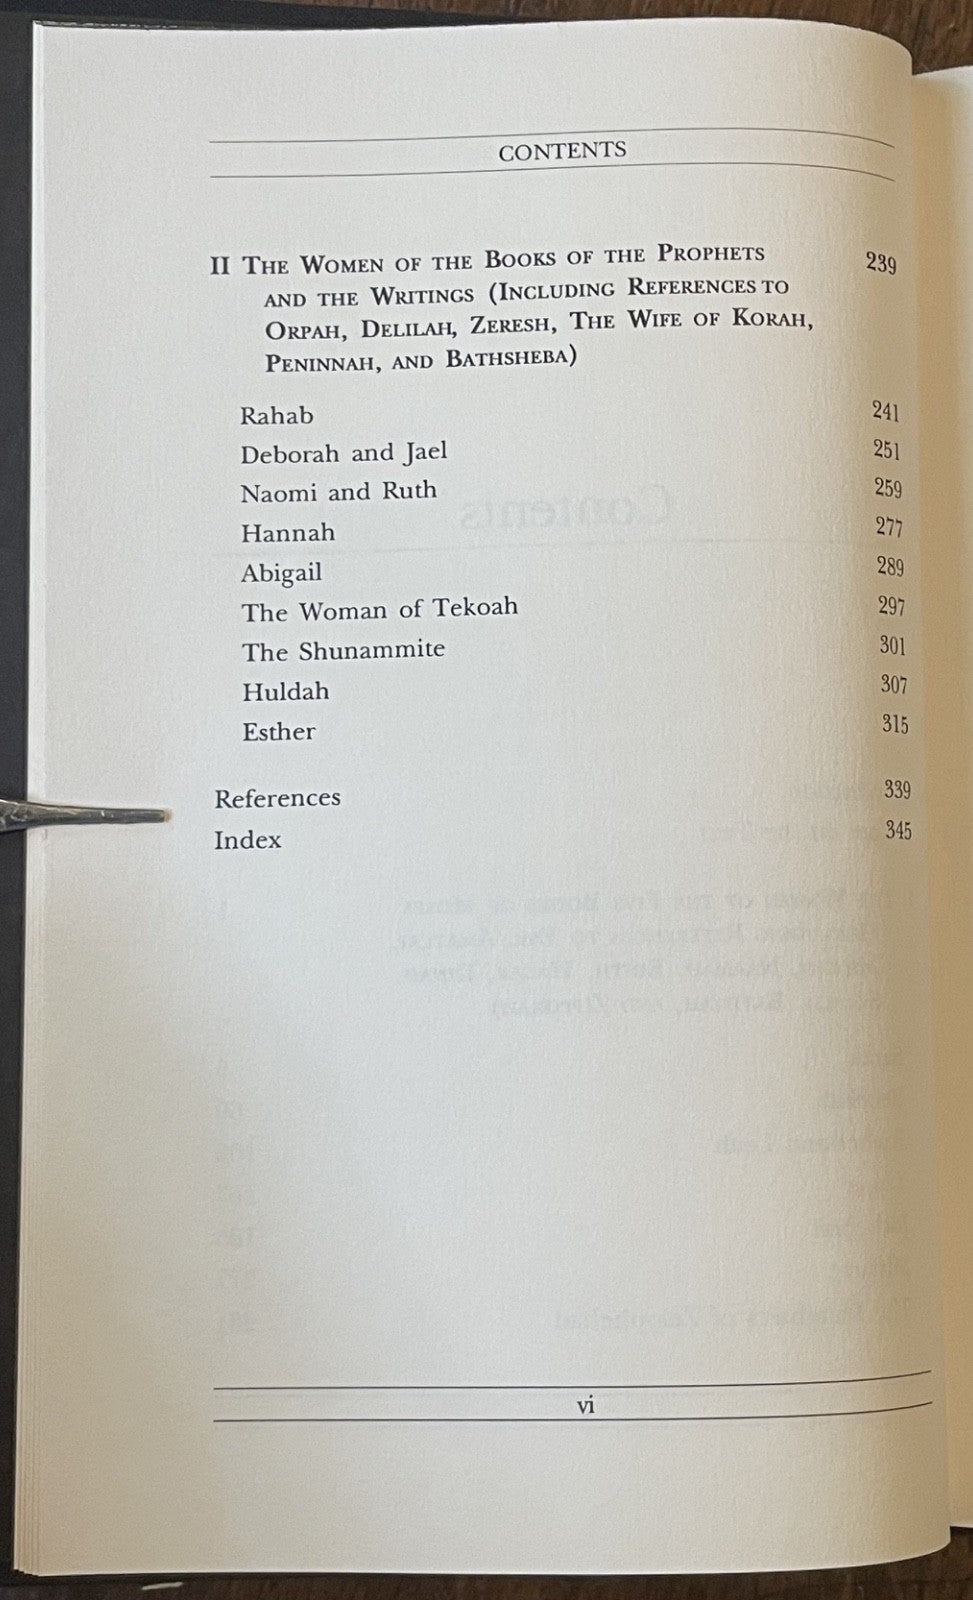 CONTENTS
II THE WOMEN OF THE BOOKS OF THE PROPHETS 239
AND THE WRITINGS (INCLUDING REFERENCES TO
ORPAH, DELILAH, ZERESH, THE WIFE OF KORAH,
PENINNAH, AND BATHSHEBA)
Rahab 241
Deborah and Jael 251
Naomi and Ruth 259
Hannah 277
Abigail 289
The Woman of Tekoah 297
The Shunammite 301
Huldah 307
Esther 315
References 339
Index 345
vi